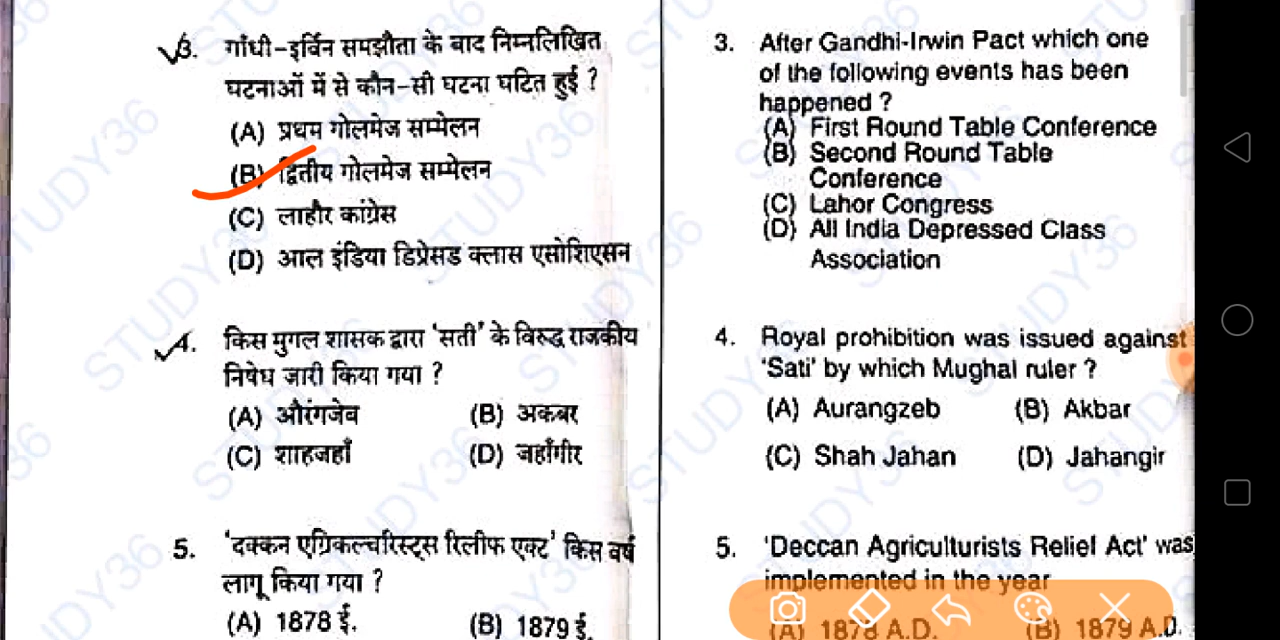 3. गाँधी-इर्विन समझौता के बाद निम्नलिखित
घटनाओं में से कौन-सी घटना घटित हुई ?
(A) प्रथम गोलमेज सम्मेलन
(B) द्वितीय गोलमेज सम्मेलन
(C) लाहौर कांग्रेस
(D) आल इंडिया डिप्रेसड क्लास एसोशिएसन
4. किस मुगल शासक द्वारा 'सती' के विरुद्ध राजकीय
निषेध जारी किया गया ?
(A) औरंगजेब (B) अकबर
(C) शाहजहाँ (D) जहाँगीर
5. 'दक्कन एग्रिकल्चरिस्ट्स रिलीफ एक्ट' किस वर्ष
लागू किया गया ?
(A) 1878 ई. (B) 1879 ई.
3. After Gandhi-Irwin Pact which one
of the following events has been
happened ?
(A) First Round Table Conference
(B) Second Round Table
Conference
(C) Lahor Congress
(D) All India Depressed Class
Association
4. Royal prohibition was issued against
'Sati' by which Mughal ruler ?
(A) Aurangzeb (B) Akbar
(C) Shah Jahan (D) Jahangir
5. 'Deccan Agriculturists Relief Act' was
implemented in the year
(A) 1878 A.D. (B) 1879 A.D.
STUDY36